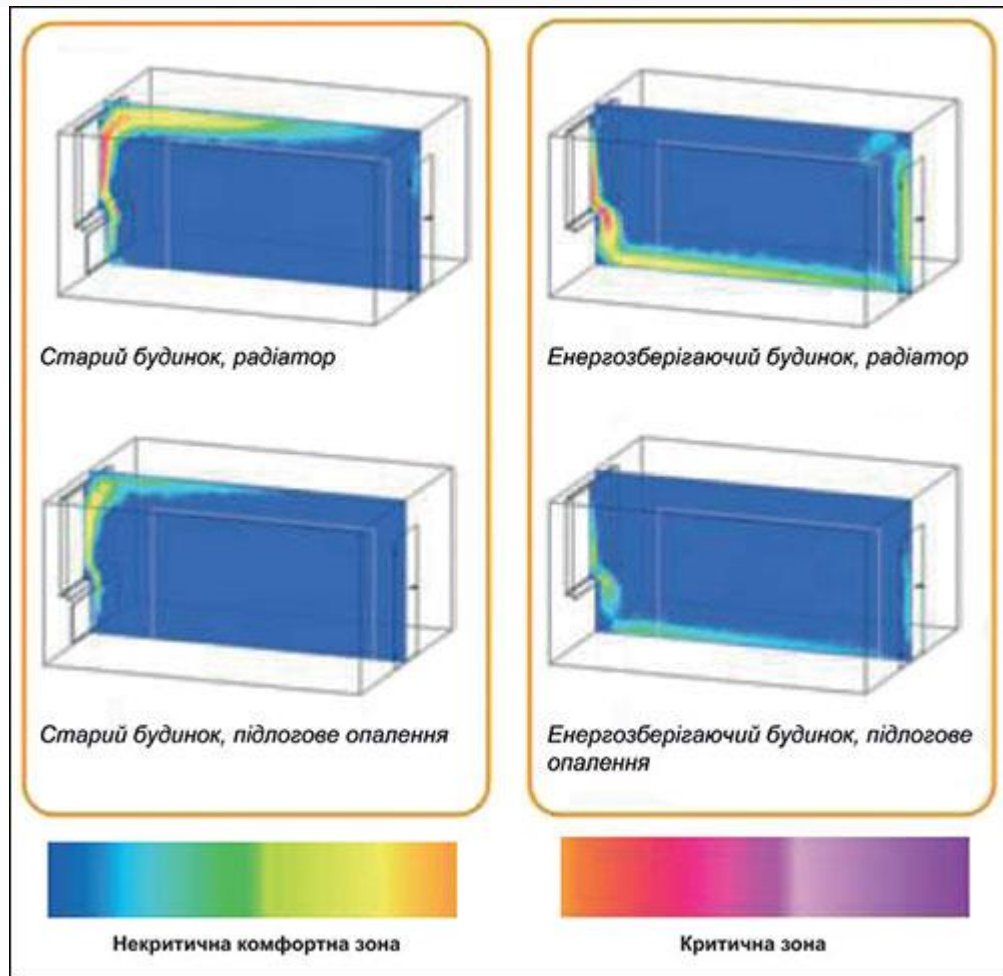 Старий будинок, радіатор
Енергозберігаючий будинок, радіатор
Старий будинок, підлогове опалення
Енергозберігаючий будинок, підлогове
опалення
Некритична комфортна зона
Критична зона